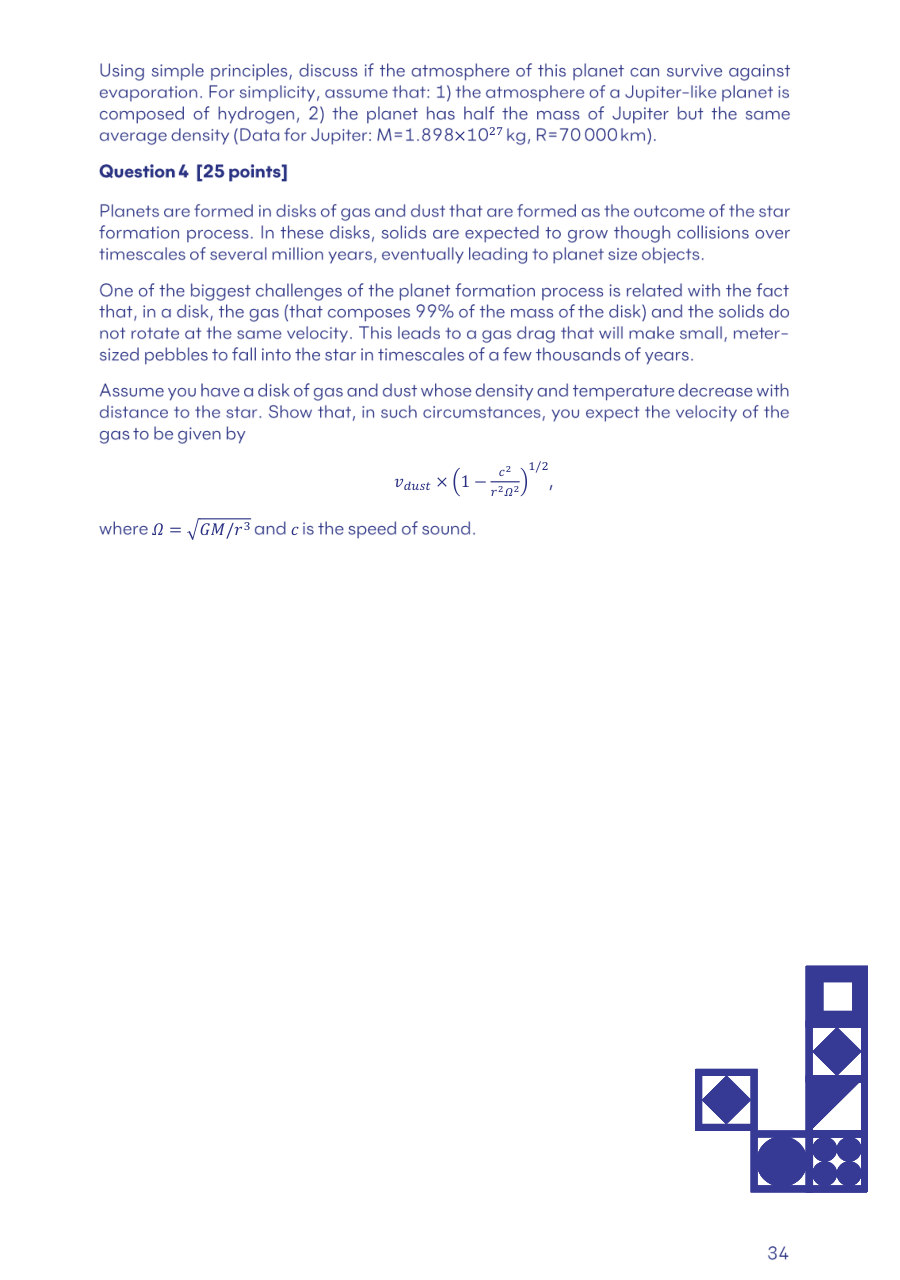 Using simple principles, discuss if the atmosphere of this planet can survive against
evaporation. For simplicity, assume that: 1) the atmosphere of a Jupiter-like planet is
composed of hydrogen, 2) the planet has half the mass of Jupiter but the same
average density (Data for Jupiter: M=1.898×10²⁷ kg, R=70 000 km).
Question 4 [25 points]
Planets are formed in disks of gas and dust that are formed as the outcome of the star
formation process. In these disks, solids are expected to grow though collisions over
timescales of several million years, eventually leading to planet size objects.
One of the biggest challenges of the planet formation process is related with the fact
that, in a disk, the gas (that composes 99% of the mass of the disk) and the solids do
not rotate at the same velocity. This leads to a gas drag that will make small, meter-
sized pebbles to fall into the star in timescales of a few thousands of years.
Assume you have a disk of gas and dust whose density and temperature decrease with
distance to the star. Show that, in such circumstances, you expect the velocity of the
gas to be given by
v_dust × (1 − c²/(r²Ω²))^(1/2),
where Ω = √(GM/r³) and c is the speed of sound.
34